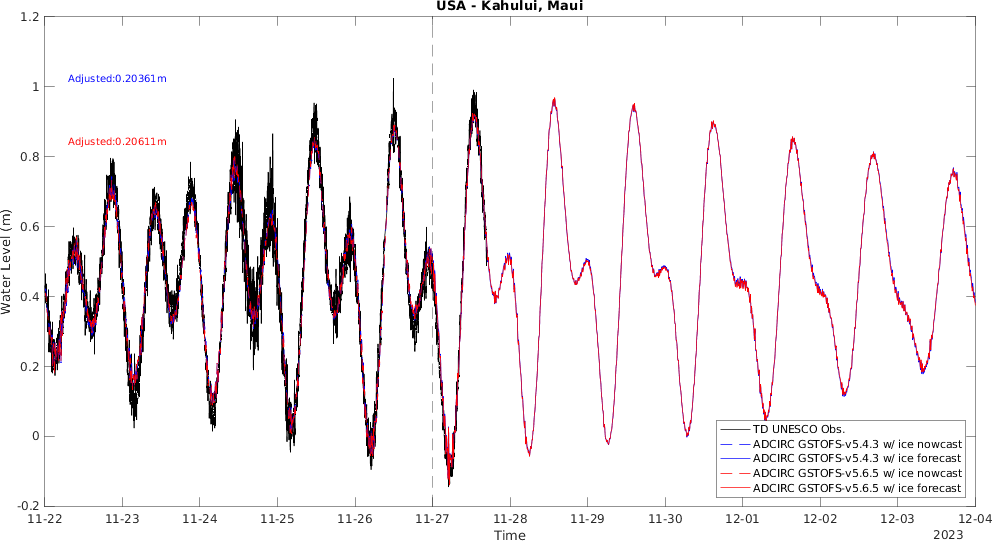 USA - Kahului, Maui
1.2
1
0.8
0.6
0.4
0.2
0
-0.2
Water Level (m)
Adjusted:0.20361m
Adjusted:0.20611m
TD UNESCO Obs.
ADCIRC GSTOFS-v5.4.3 w/ ice nowcast
ADCIRC GSTOFS-v5.4.3 w/ ice forecast
ADCIRC GSTOFS-v5.6.5 w/ ice nowcast
ADCIRC GSTOFS-v5.6.5 w/ ice forecast
11-22 11-23 11-24 11-25 11-26 11-27 11-28 11-29 11-30 12-01 12-02 12-03 12-04
Time
2023